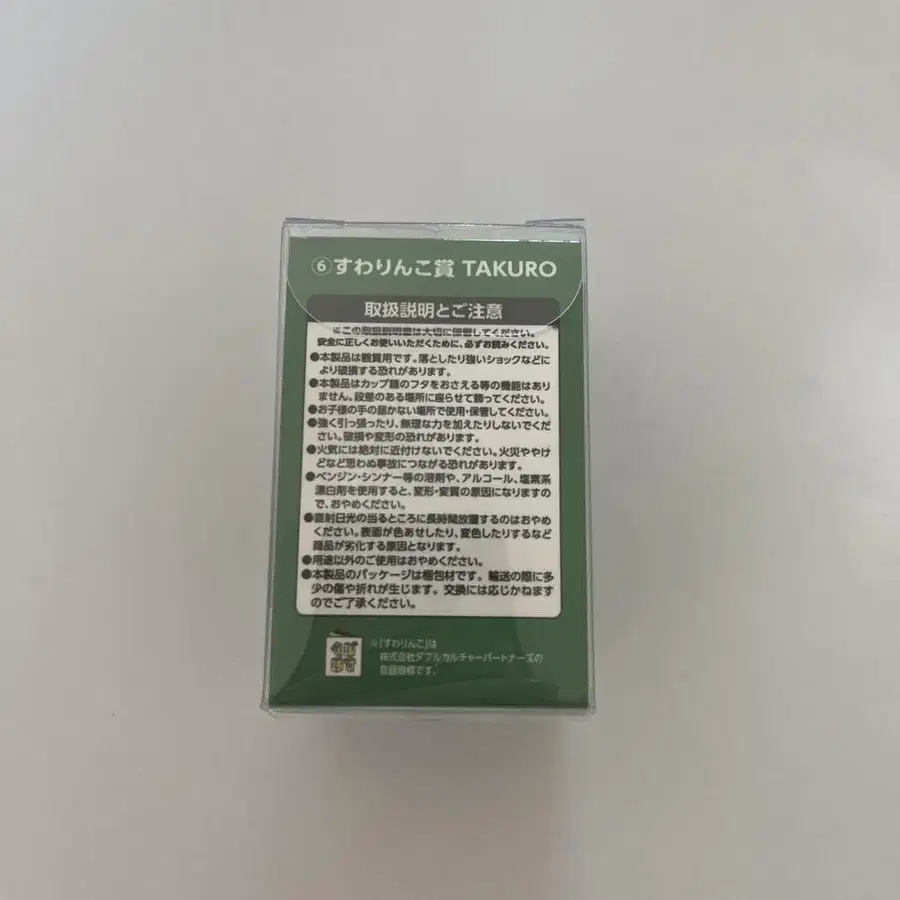 ⑥すわりんこ賞 TAKURO
取扱説明とご注意
この取扱説明書は大切に保管してください。
安全に正しくお使いいただくために、必ずお読みください。
●本製品は観賞用です。落としたり強いショックなどに
より破損する恐れがあります。
●本製品はカップ麺のフタをおさえる等の機能はあり
ません。段差のある場所に座らせて飾ってください。
●お子様の手の届かない場所で使用・保管してください。
●強く引っ張ったり、無理な力を加えたりしないでくだ
さい。破損や変形の恐れがあります。
●火気には絶対に近付けないでください。火災ややけ
どなど思わぬ事故につながる恐れがあります。
●ベンジン・シンナー等の溶剤や、アルコール、塩素系
漂白剤を使用すると、変形・変質の原因になりますの
で、おやめください。
●直射日光の当るところに長時間放置するのはおやめ
ください。表面が色あせしたり、変色したりするなど
商品が劣化する原因となります。
●用途以外のご使用はおやめください。
●本製品のパッケージは梱包材です。輸送の際に多
少の傷や折れが生じます。交換には応じかねます
のでご了承ください。
※「すわりんこ」は
株式会社ダブルカルチャーパートナーズの
登録商標です。